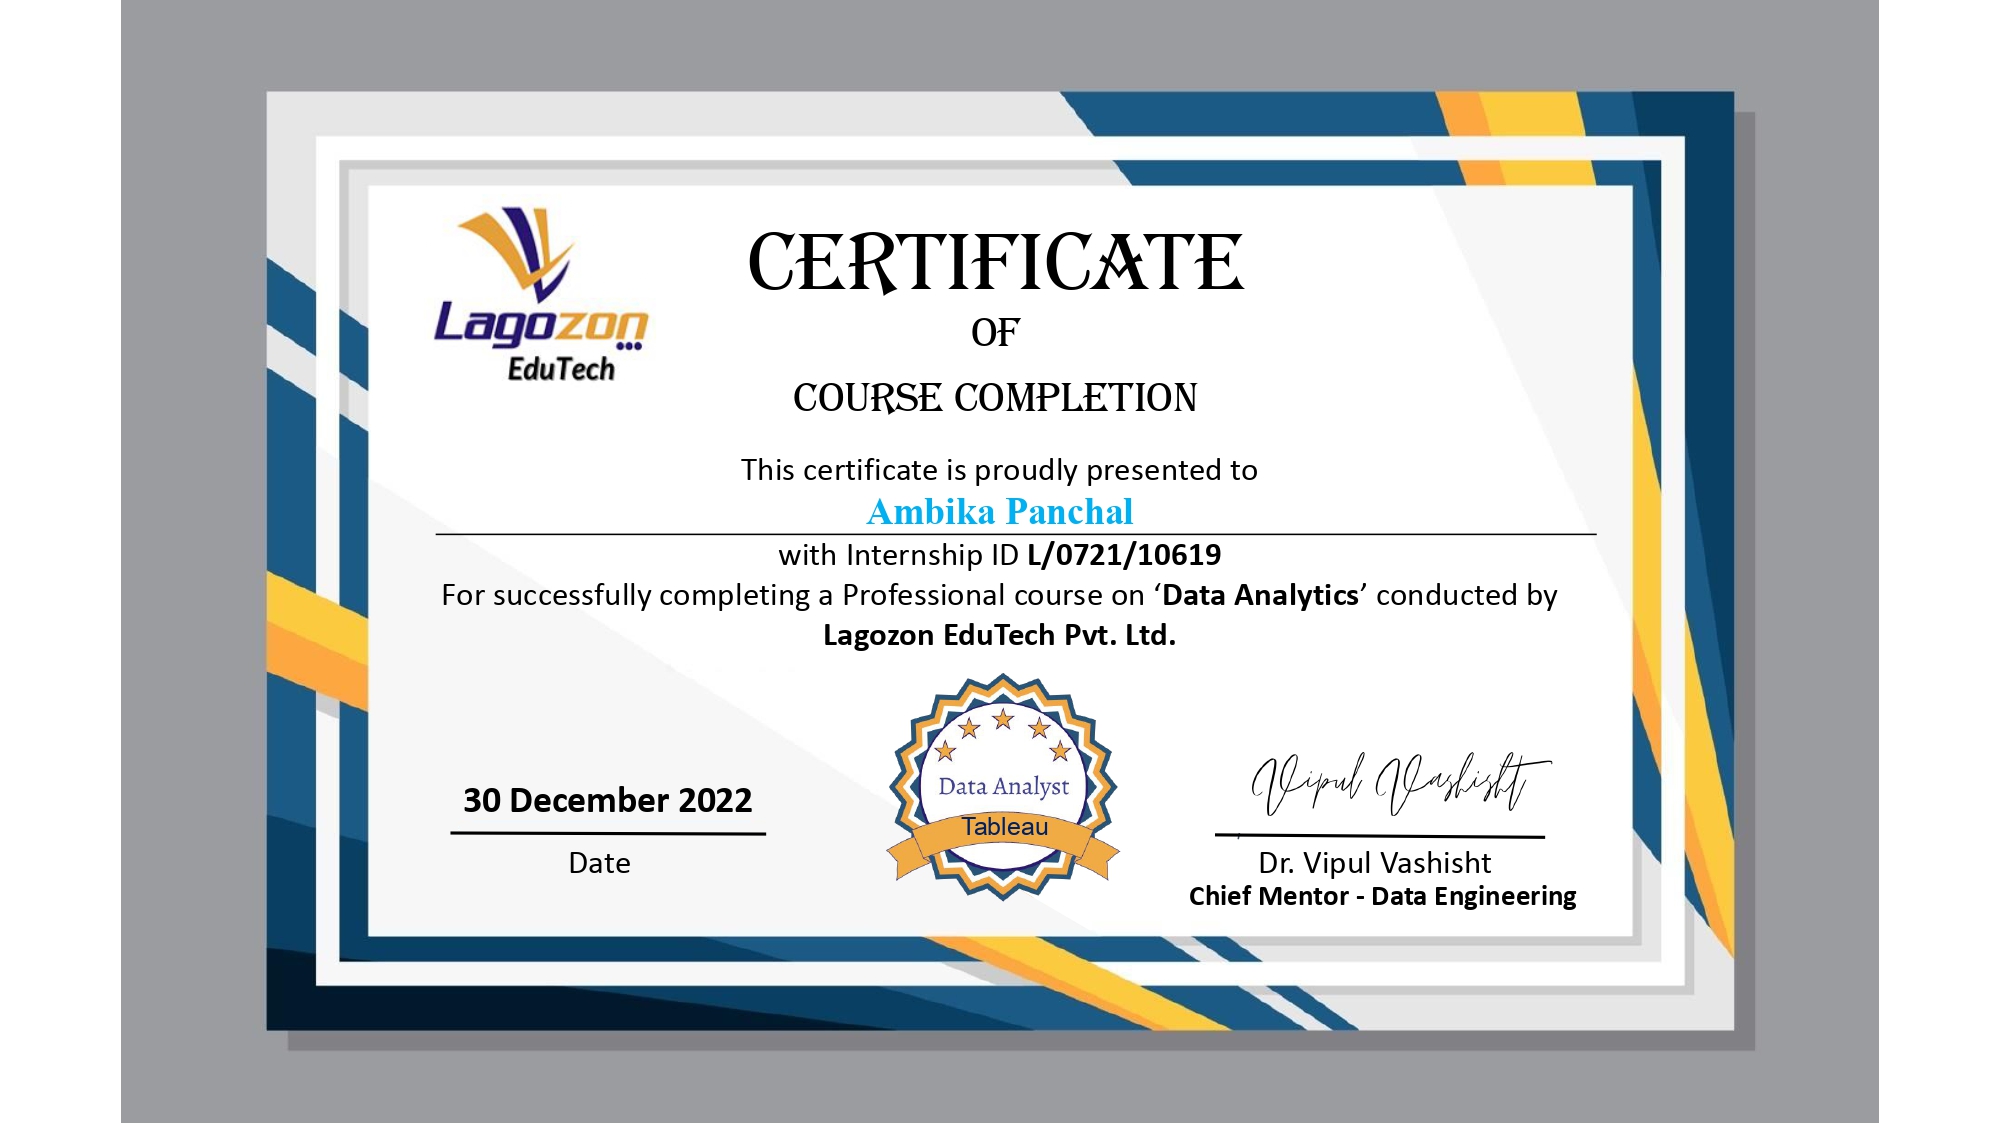 Lagozon
EduTech
CERTIFICATE
OF
COURSE COMPLETION
This certificate is proudly presented to
Ambika Panchal
with Internship ID L/0721/10619
For successfully completing a Professional course on ‘Data Analytics’ conducted by
Lagozon EduTech Pvt. Ltd.
Data Analyst
Tableau
30 December 2022
Date
Vipul Vashisht
Dr. Vipul Vashisht
Chief Mentor - Data Engineering